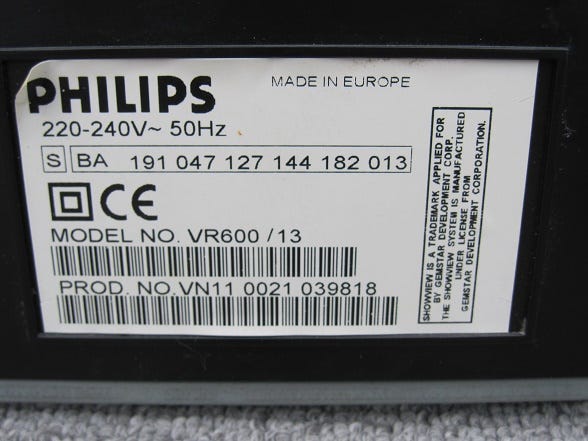 PHILIPS
MADE IN EUROPE
220-240V~ 50Hz
S BA 191 047 127 144 182 013
CE
MODEL NO. VR600 /13
PROD. NO.VN11 0021 039818
SHOWVIEW IS A TRADEMARK APPLIED FOR
BY GEMSTAR DEVELOPMENT CORP.
THE SHOWVIEW SYSTEM IS MANUFACTURED
UNDER LICENSE FROM
GEMSTAR DEVELOPMENT CORPORATION.